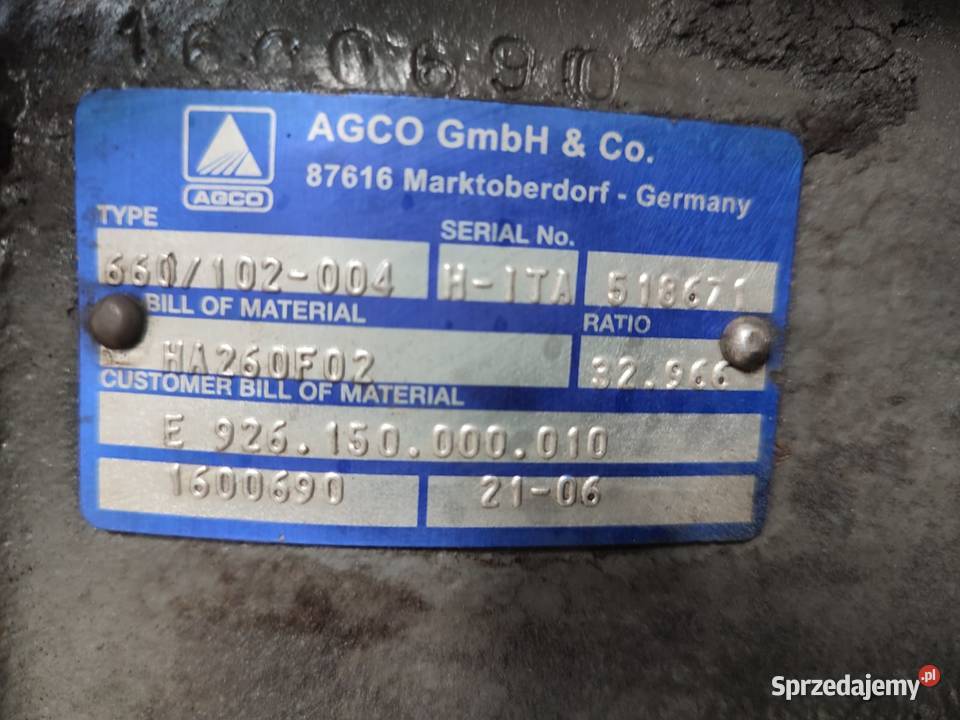 1600690
AGCO GmbH & Co.
87616 Marktoberdorf - Germany
AGCO
TYPE
SERIAL No.
660/102-004 H-ITA 518671
BILL OF MATERIAL
RATIO
HA260F02 32.966
CUSTOMER BILL OF MATERIAL
E 926.150.000.010
1600690 21-06
Sprzedajemy.pl